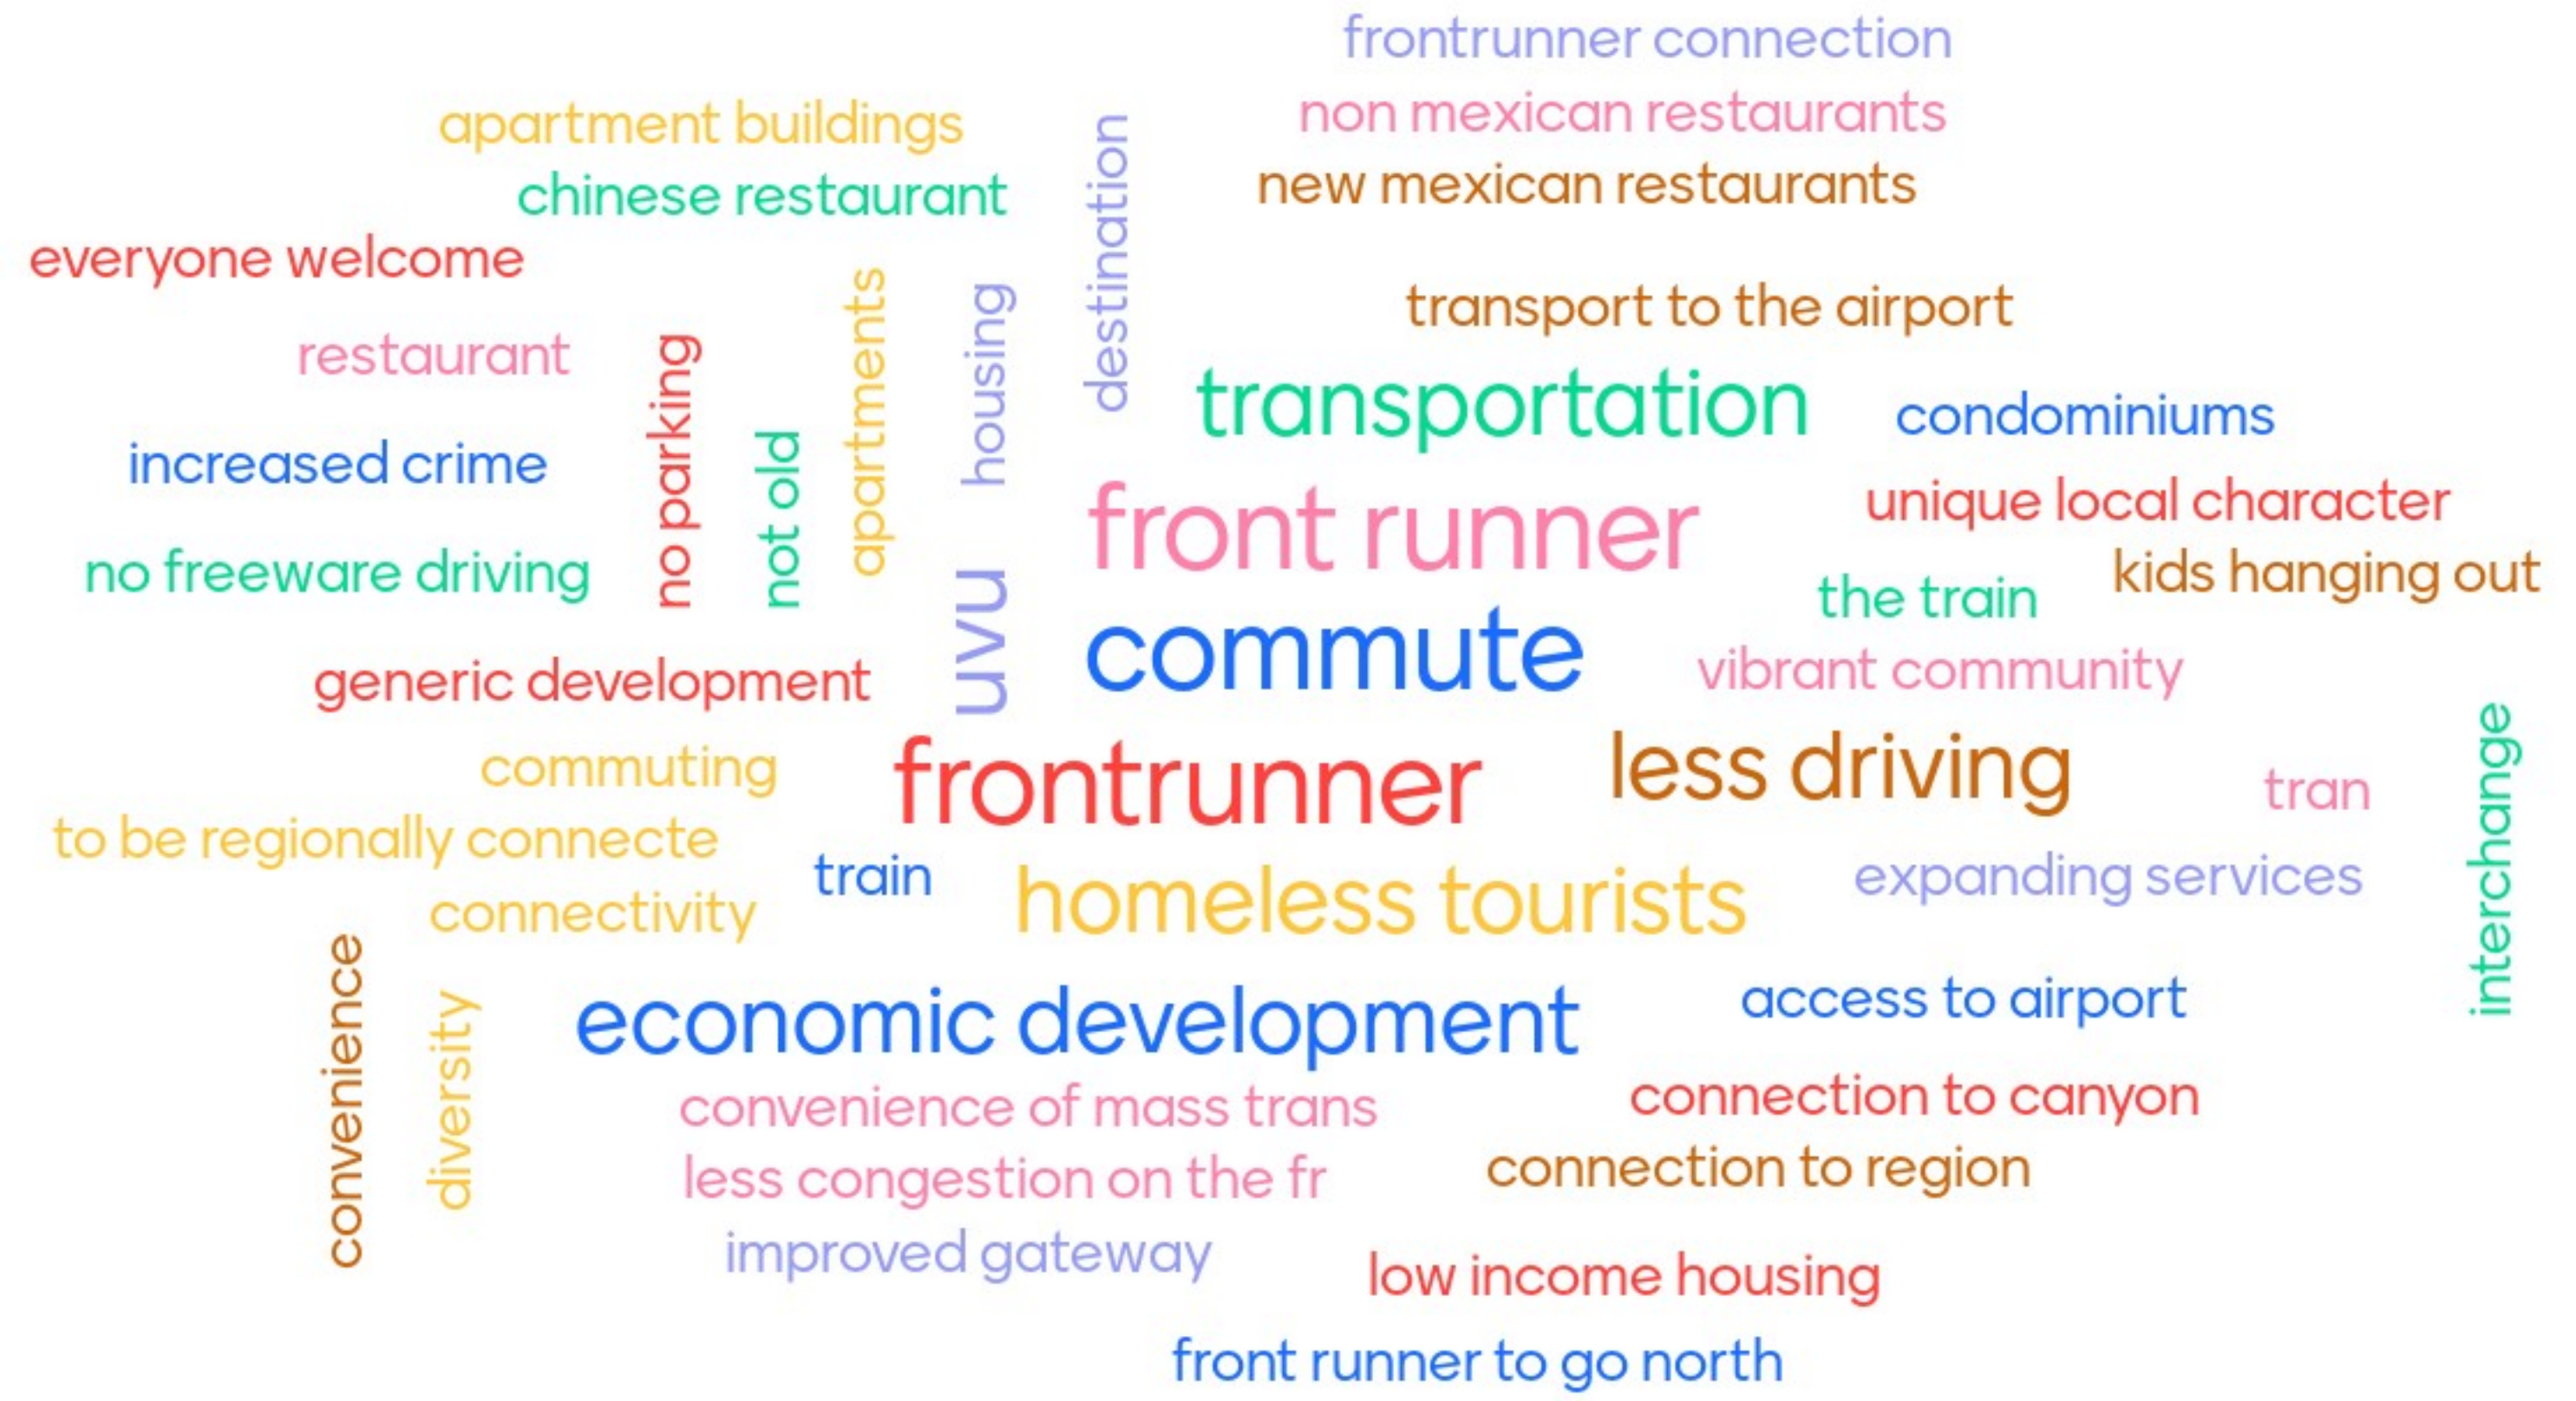 frontrunner connection
non mexican restaurants
apartment buildings
new mexican restaurants
chinese restaurant
destination
everyone welcome
transport to the airport
restaurant
no parking
apartments
housing
transportation
condominiums
increased crime
not old
front runner
unique local character
no freeware driving
the train
kids hanging out
uvu
commute
vibrant community
generic development
commuting
frontrunner
less driving
tran
interchange
to be regionally connecte
train
homeless tourists
expanding services
connectivity
convenience
diversity
economic development
access to airport
convenience of mass trans
connection to canyon
less congestion on the fr
connection to region
improved gateway
low income housing
front runner to go north